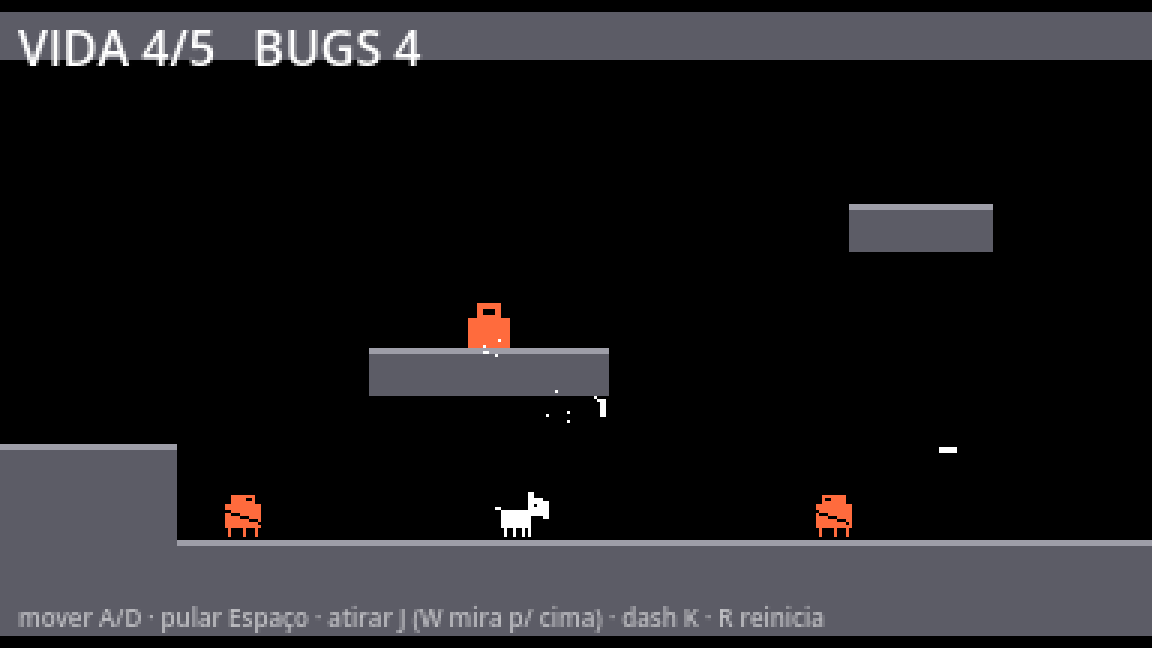 VIDA 4/5 BUGS 4
mover A/D · pular Espaço · atirar J (W mira p/ cima) · dash K · R reinicia